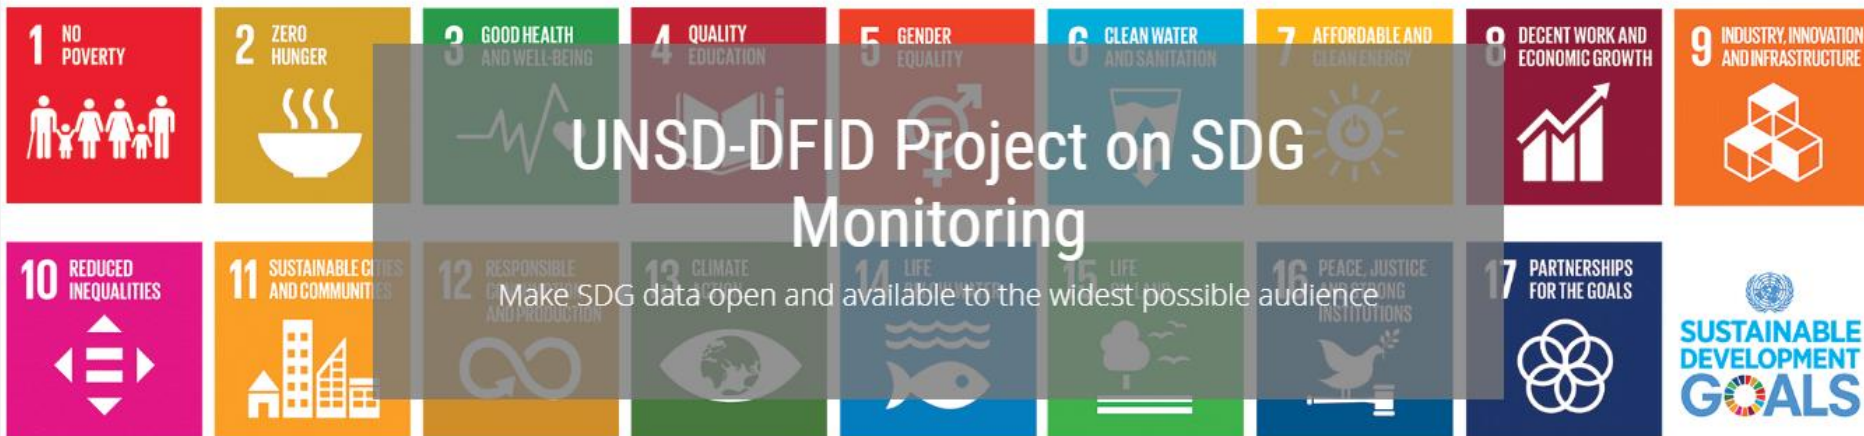 1 NO
POVERTY
2 ZERO
HUNGER
3 GOOD HEALTH
AND WELL-BEING
4 QUALITY
EDUCATION
5 GENDER
EQUALITY
6 CLEAN WATER
AND SANITATION
7 AFFORDABLE AND
CLEAN ENERGY
8 DECENT WORK AND
ECONOMIC GROWTH
9 INDUSTRY, INNOVATION
AND INFRASTRUCTURE
UNSD-DFID Project on SDG
Monitoring
Make SDG data open and available to the widest possible audience
10 REDUCED
INEQUALITIES
11 SUSTAINABLE CITIES
AND COMMUNITIES
12 RESPONSIBLE
AND PRODUCTION
13 CLIMATE
14 LIFE
15 LIFE
16 PEACE, JUSTICE
AND STRONG
INSTITUTIONS
17 PARTNERSHIPS
FOR THE GOALS
SUSTAINABLE
DEVELOPMENT
GOALS